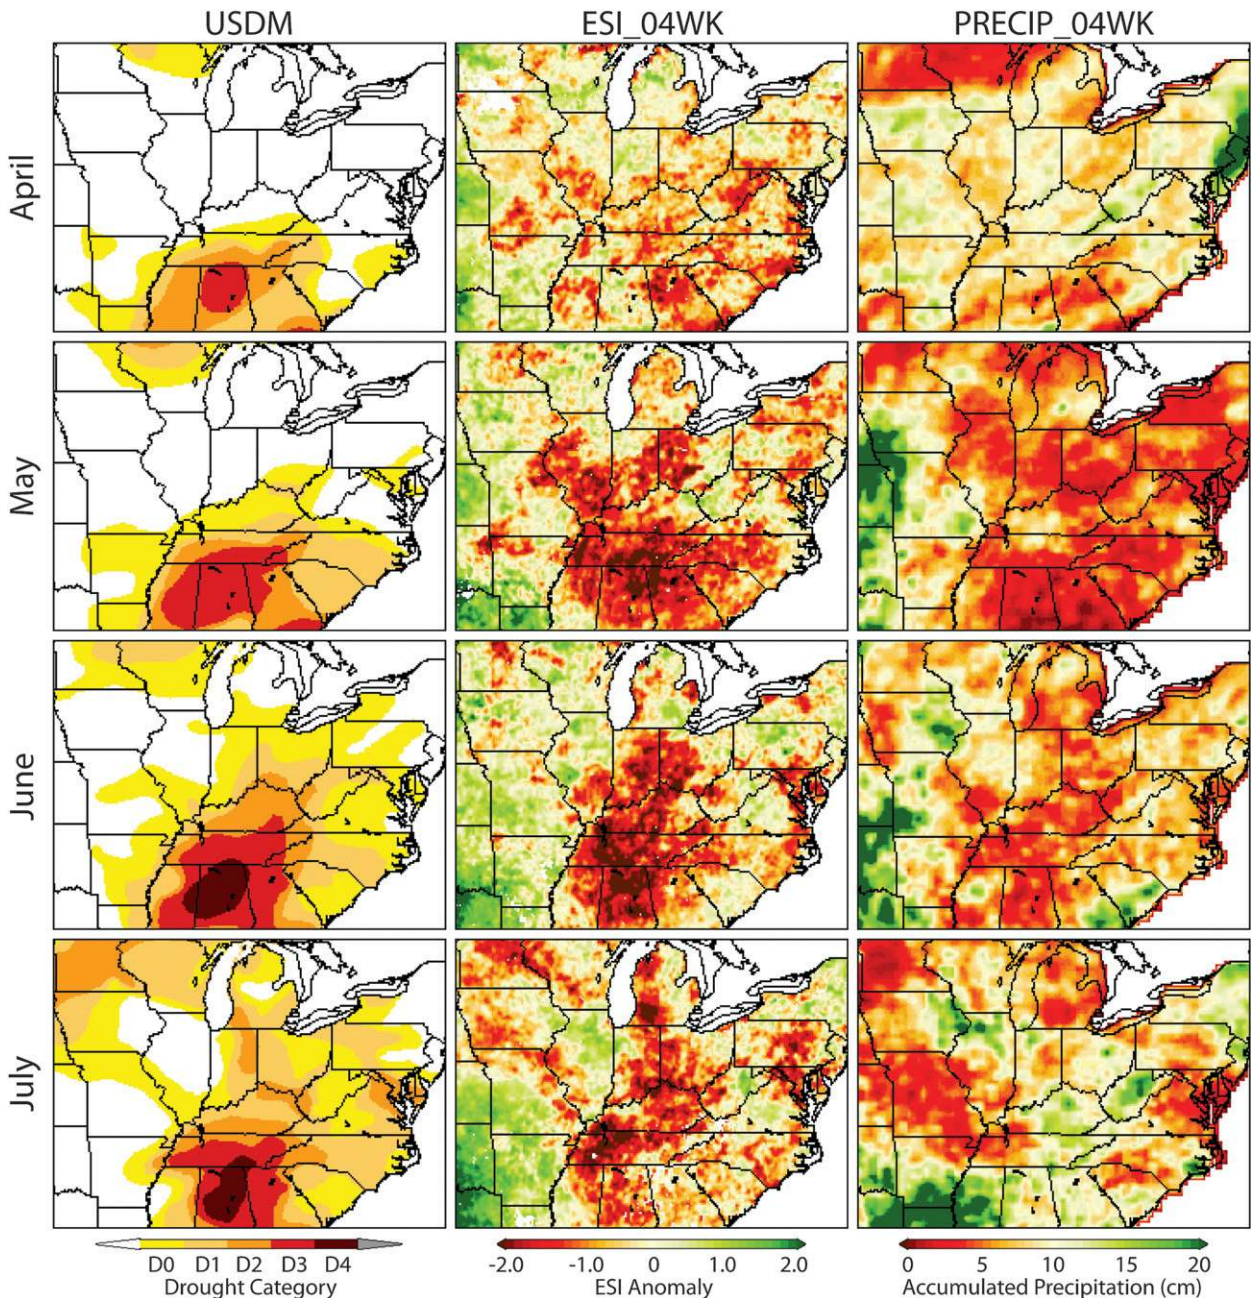 USDM ESI_04WK PRECIP_04WK
April
May
June
July
D0 D1 D2 D3 D4 -2.0 -1.0 0 1.0 2.0 0 5 10 15 20
Drought Category ESI Anomaly Accumulated Precipitation (cm)